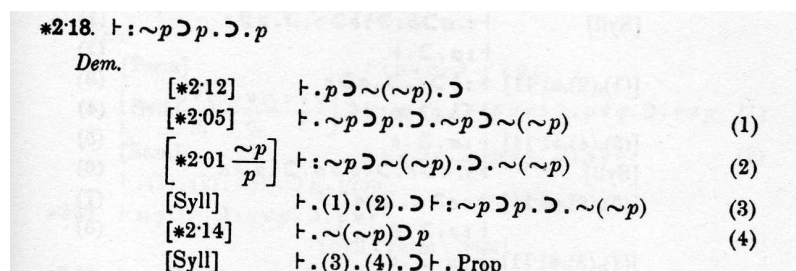 *2·18. ⊢:~p⊃p.⊃.p
Dem.
[*2·12] ⊢.p⊃~(~p).⊃
[*2·05] ⊢.~p⊃p.⊃.~p⊃~(~p) (1)
[*2·01 ~p/p] ⊢:~p⊃~(~p).⊃.~(~p) (2)
[Syll] ⊢.(1).(2).⊃⊢:~p⊃p.⊃.~(~p) (3)
[*2·14] ⊢.~(~p)⊃p (4)
[Syll] ⊢.(3).(4).⊃⊢.Prop